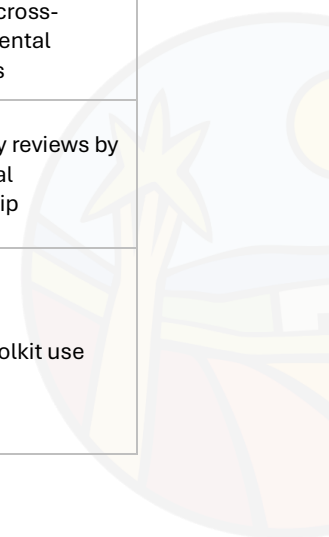 cross-
ental
s
y reviews by
al
ip
olkit use